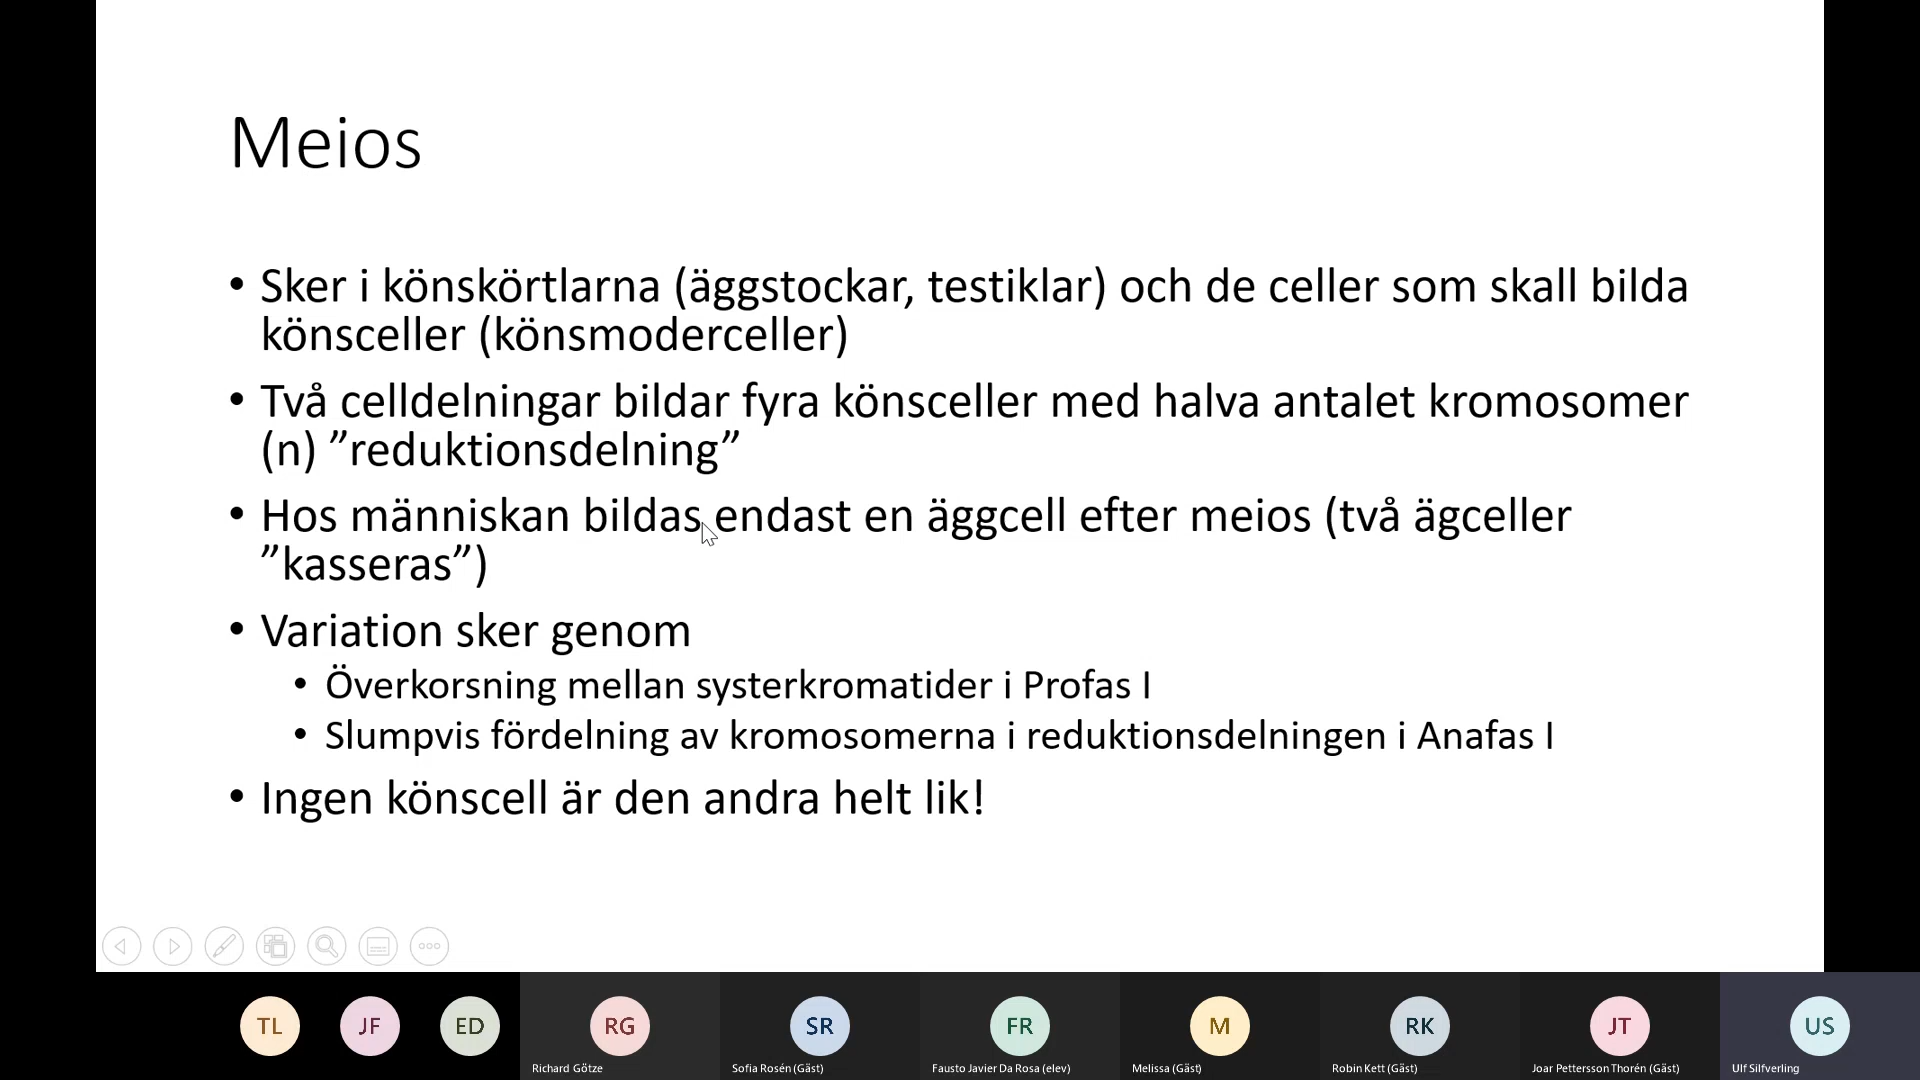 Meios
• Sker i könskörtlarna (äggstockar, testiklar) och de celler som skall bilda
könsceller (könsmoderceller)
• Två celldelningar bildar fyra könsceller med halva antalet kromosomer
(n) ”reduktionsdelning”
• Hos människan bildas endast en äggcell efter meios (två ägceller
”kasseras”)
• Variation sker genom
• Överkorsning mellan systerkromatider i Profas I
• Slumpvis fördelning av kromosomerna i reduktionsdelningen i Anafas I
• Ingen könscell är den andra helt lik!
TL JF ED RG SR FR M RK JT US
Richard Götze Sofia Rosén (Gäst) Fausto Javier Da Rosa (elev) Melissa (Gäst) Robin Kett (Gäst) Joar Pettersson Thorén (Gäst) Ulf Silfverling